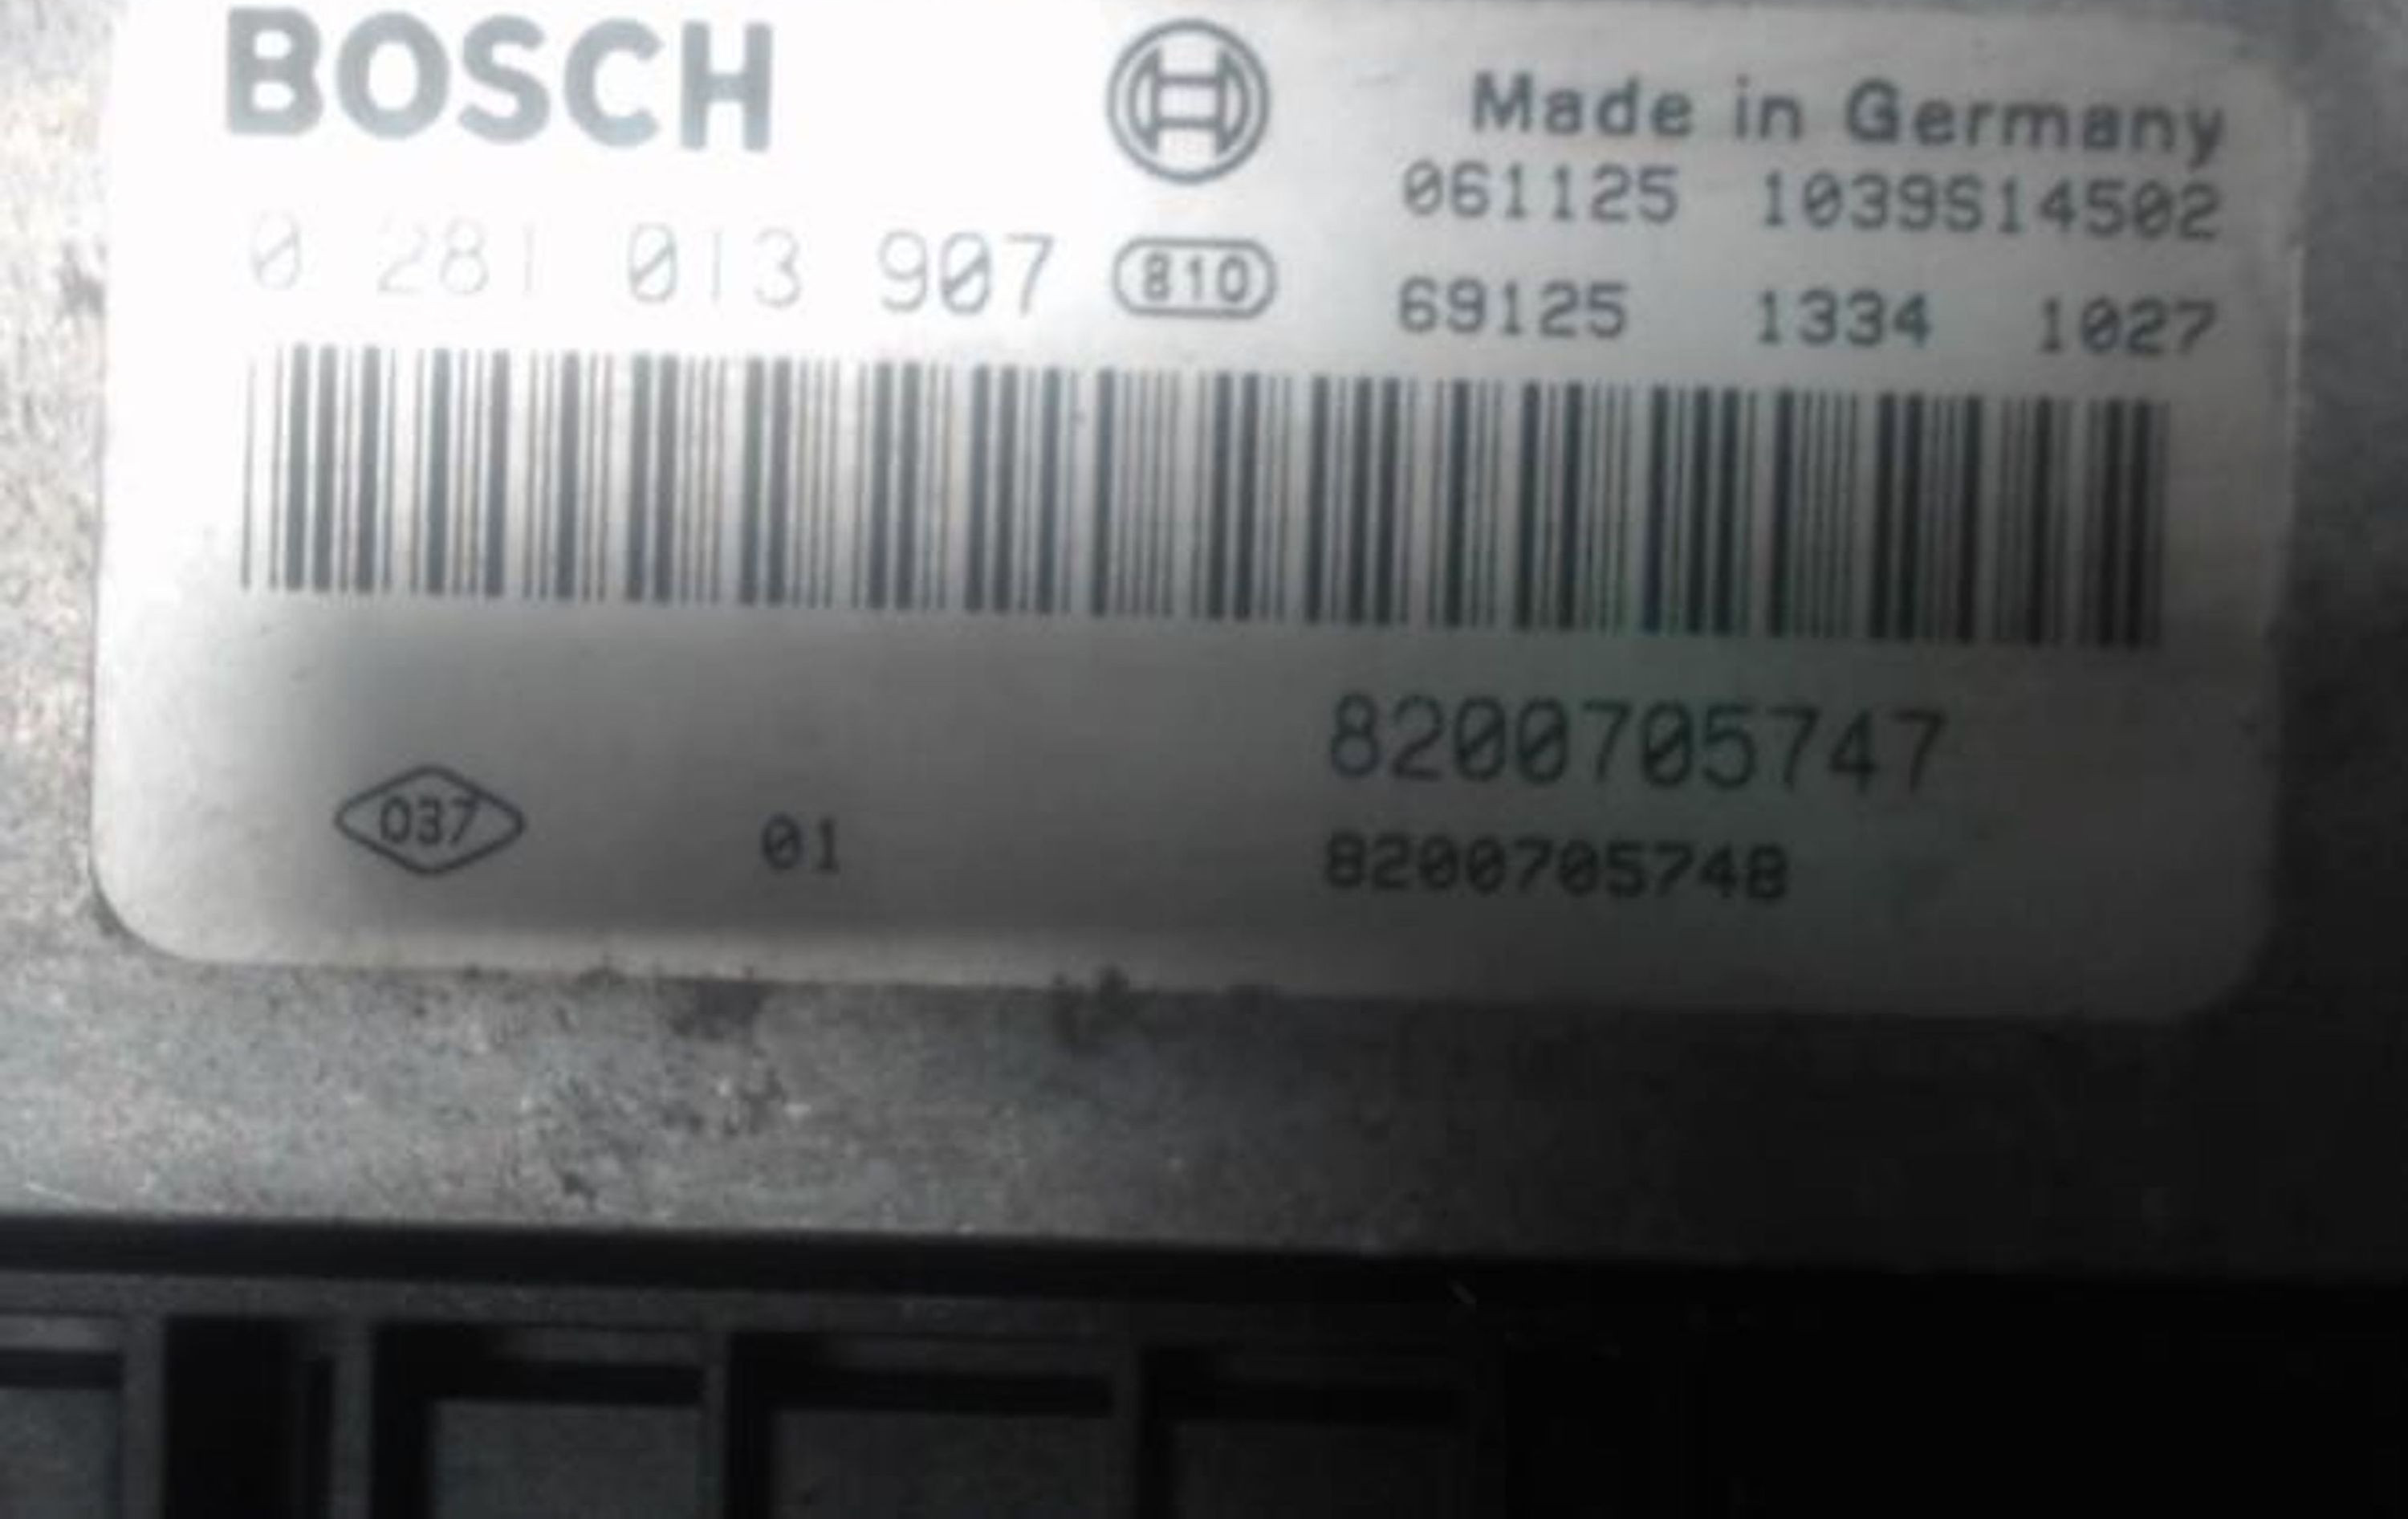 BOSCH
Made in Germany
061125 1039S14502
0 281 013 907 810
69125 1334 1027
8200705747
037 01
8200705748